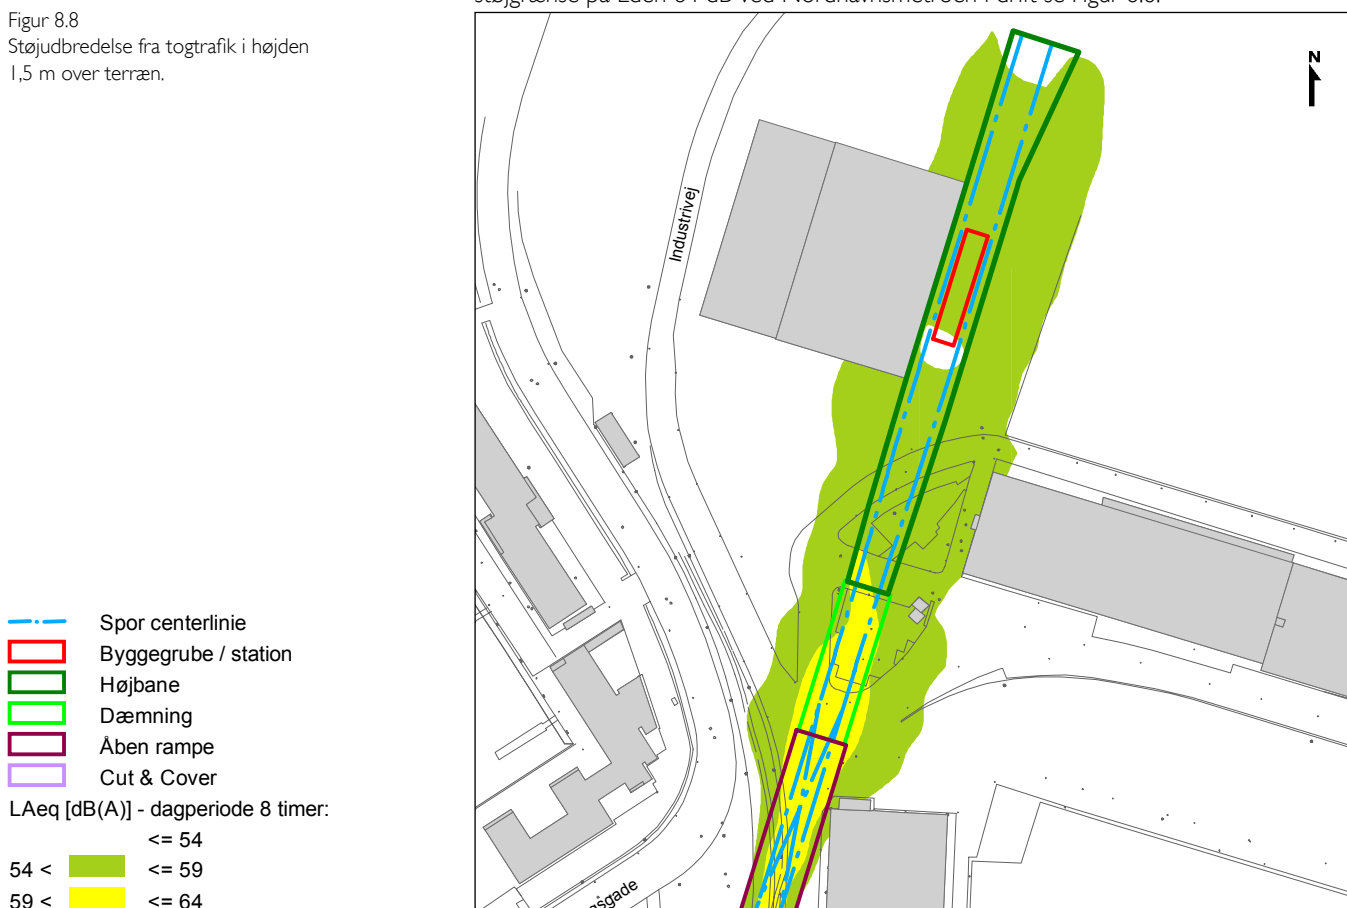 Figur 8.8
Støjudbredelse fra togtrafik i højden
1,5 m over terræn.
N
Industrivej
Spor centerlinie
Byggegrube / station
Højbane
Dæmning
Åben rampe
Cut & Cover
LAeq [dB(A)] - dagperiode 8 timer:
<= 54
54 < <= 59
59 < <= 64